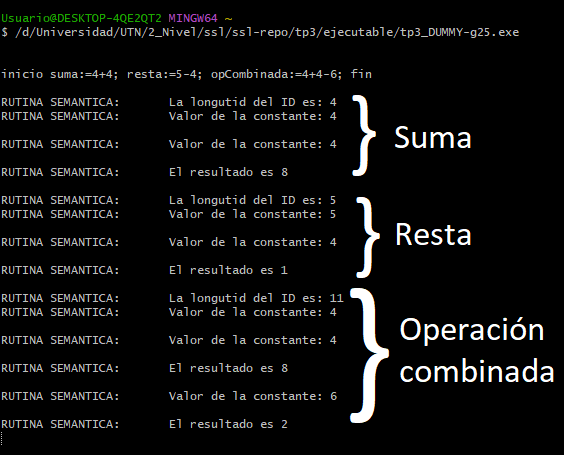 Usuario@DESKTOP-4QE2QT2 MINGW64 ~
$ /d/Universidad/UTN/2_Nivel/ssl/ssl-repo/tp3/ejecutable/tp3_DUMMY-g25.exe
inicio suma:=4+4; resta:=5-4; opCombinada:=4+4-6; fin
RUTINA SEMANTICA: La longutid del ID es: 4
RUTINA SEMANTICA: Valor de la constante: 4
RUTINA SEMANTICA: Valor de la constante: 4
RUTINA SEMANTICA: El resultado es 8
Suma
RUTINA SEMANTICA: La longutid del ID es: 5
RUTINA SEMANTICA: Valor de la constante: 5
RUTINA SEMANTICA: Valor de la constante: 4
RUTINA SEMANTICA: El resultado es 1
Resta
RUTINA SEMANTICA: La longutid del ID es: 11
RUTINA SEMANTICA: Valor de la constante: 4
RUTINA SEMANTICA: Valor de la constante: 4
RUTINA SEMANTICA: El resultado es 8
RUTINA SEMANTICA: Valor de la constante: 6
RUTINA SEMANTICA: El resultado es 2
Operación
combinada